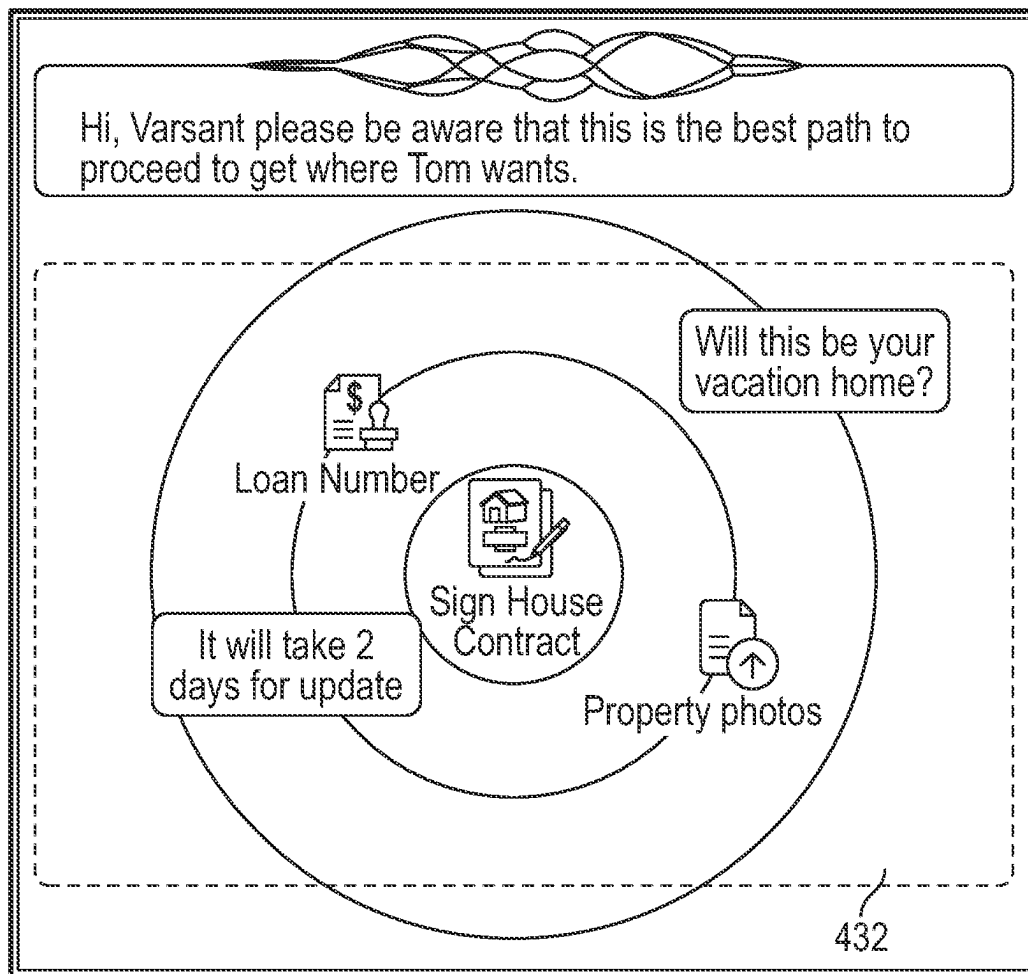 Hi, Varsant please be aware that this is the best path to
proceed to get where Tom wants.
Will this be your
vacation home?
$
Loan Number
Sign House
Contract
It will take 2
days for update
Property photos
432